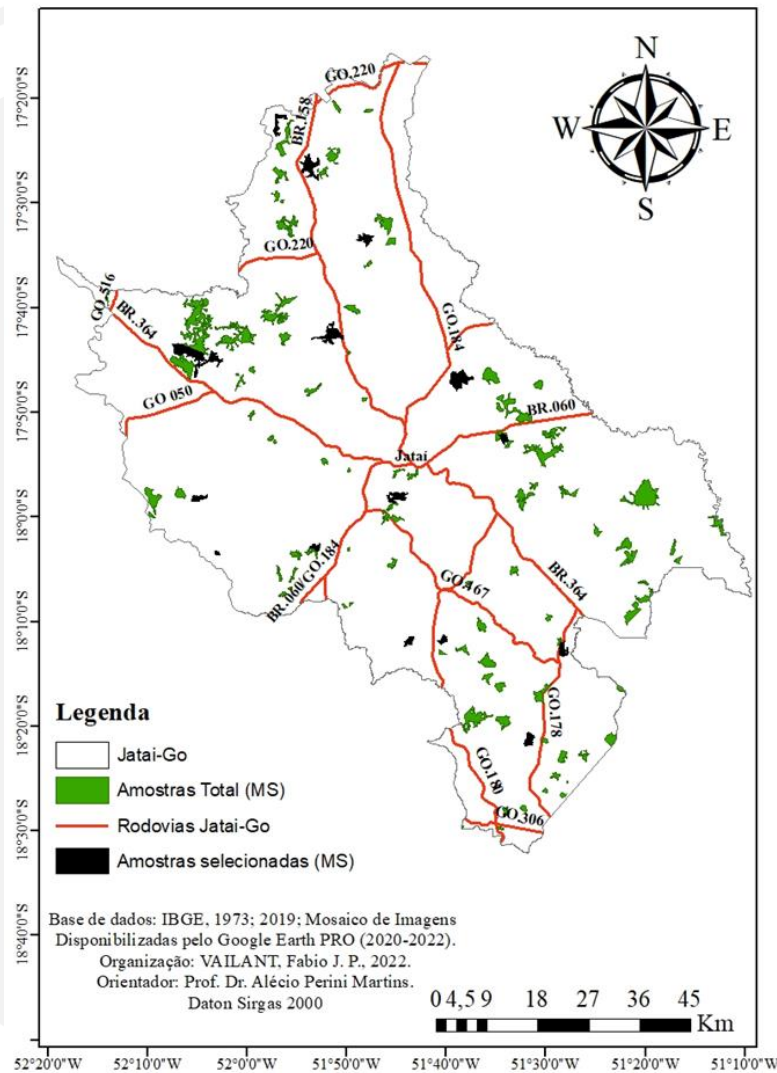 N
W E
S
GO.220
BR.158
GO.220
GO.516
BR.364
GO.184
GO 050
BR.060
Jataí
BR.060/GO.184
GO.467
BR.364
GO.178
GO.180
GO.306
17°20'0"S
17°30'0"S
17°40'0"S
17°50'0"S
18°0'0"S
18°10'0"S
18°20'0"S
18°30'0"S
18°40'0"S
Legenda
Jatai-Go
Amostras Total (MS)
Rodovias Jatai-Go
Amostras selecionadas (MS)
Base de dados: IBGE, 1973; 2019; Mosaico de Imagens
Disponibilizadas pelo Google Earth PRO (2020-2022).
Organização: VAILANT, Fabio J. P., 2022.
Orientador: Prof. Dr. Alécio Perini Martins.
Daton Sirgas 2000
0 4,5 9 18 27 36 45
Km
52°20'0"W 52°10'0"W 52°0'0"W 51°50'0"W 51°40'0"W 51°30'0"W 51°20'0"W 51°10'0"W